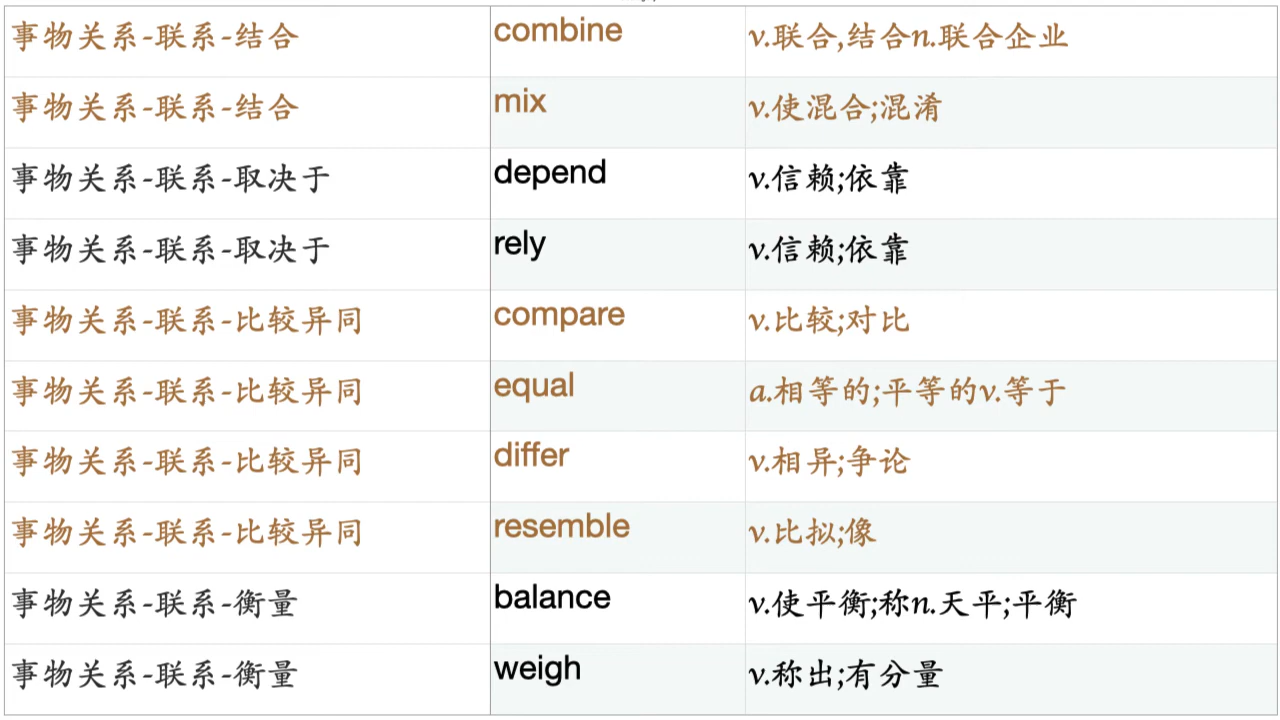 事物关系-联系-结合 combine v.联合,结合n.联合企业
事物关系-联系-结合 mix v.使混合;混淆
事物关系-联系-取决于 depend v.信赖;依靠
事物关系-联系-取决于 rely v.信赖;依靠
事物关系-联系-比较异同 compare v.比较;对比
事物关系-联系-比较异同 equal a.相等的;平等的v.等于
事物关系-联系-比较异同 differ v.相异;争论
事物关系-联系-比较异同 resemble v.比拟;像
事物关系-联系-衡量 balance v.使平衡;称n.天平;平衡
事物关系-联系-衡量 weigh v.称出;有分量